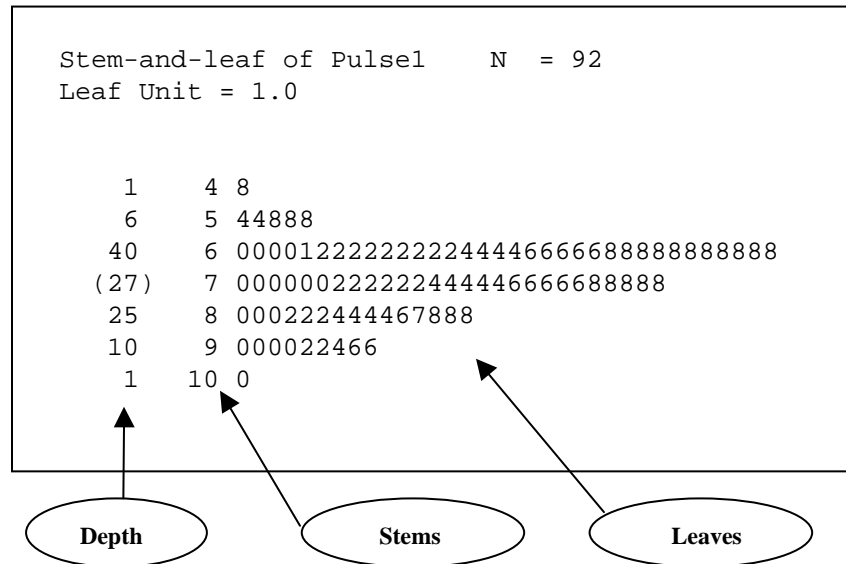 Stem-and-leaf of Pulse1 N = 92
Leaf Unit = 1.0
1 4 8
6 5 44888
40 6 0000122222222244446666688888888888
(27) 7 000000222222444446666688888
25 8 000222444467888
10 9 000022466
1 10 0
Depth Stems Leaves